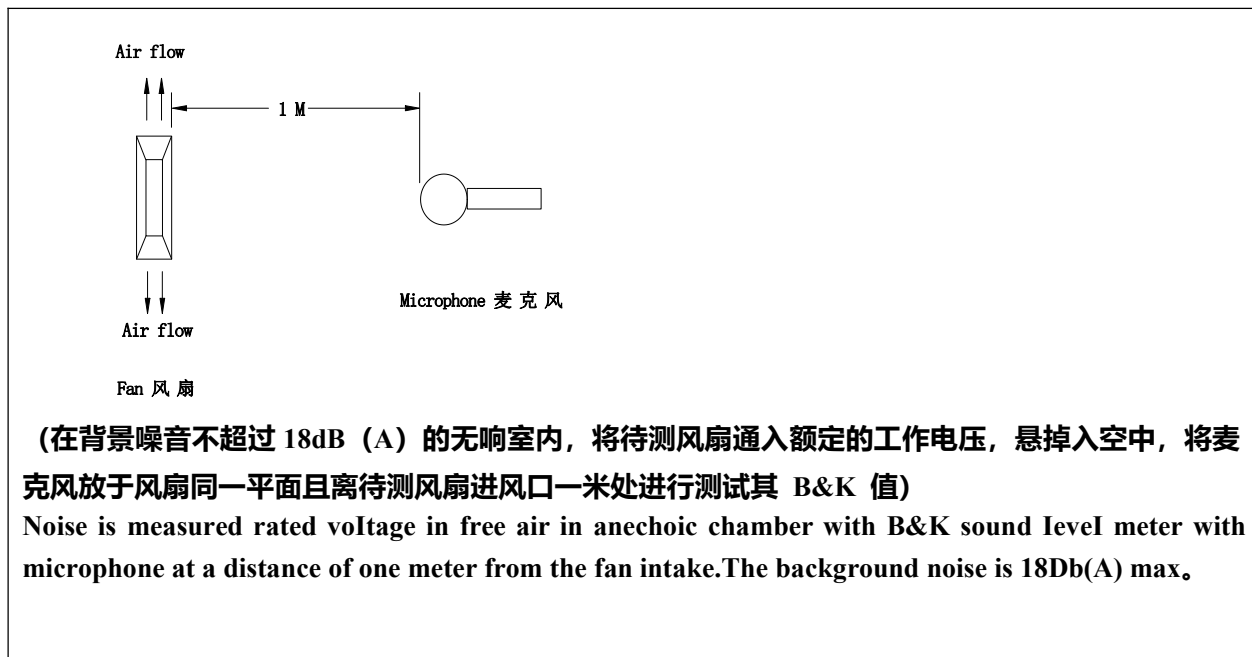 Air flow
1 M
Microphone 麦 克 风
Air flow
Fan 风 扇
(在背景噪音不超过 18dB（A）的无响室内，将待测风扇通入额定的工作电压，悬掉入空中，将麦
克风放于风扇同一平面且离待测风扇进风口一米处进行测试其 B&K 值)
Noise is measured rated voItage in free air in anechoic chamber with B&K sound IeveI meter with
microphone at a distance of one meter from the fan intake.The background noise is 18Db(A) max。